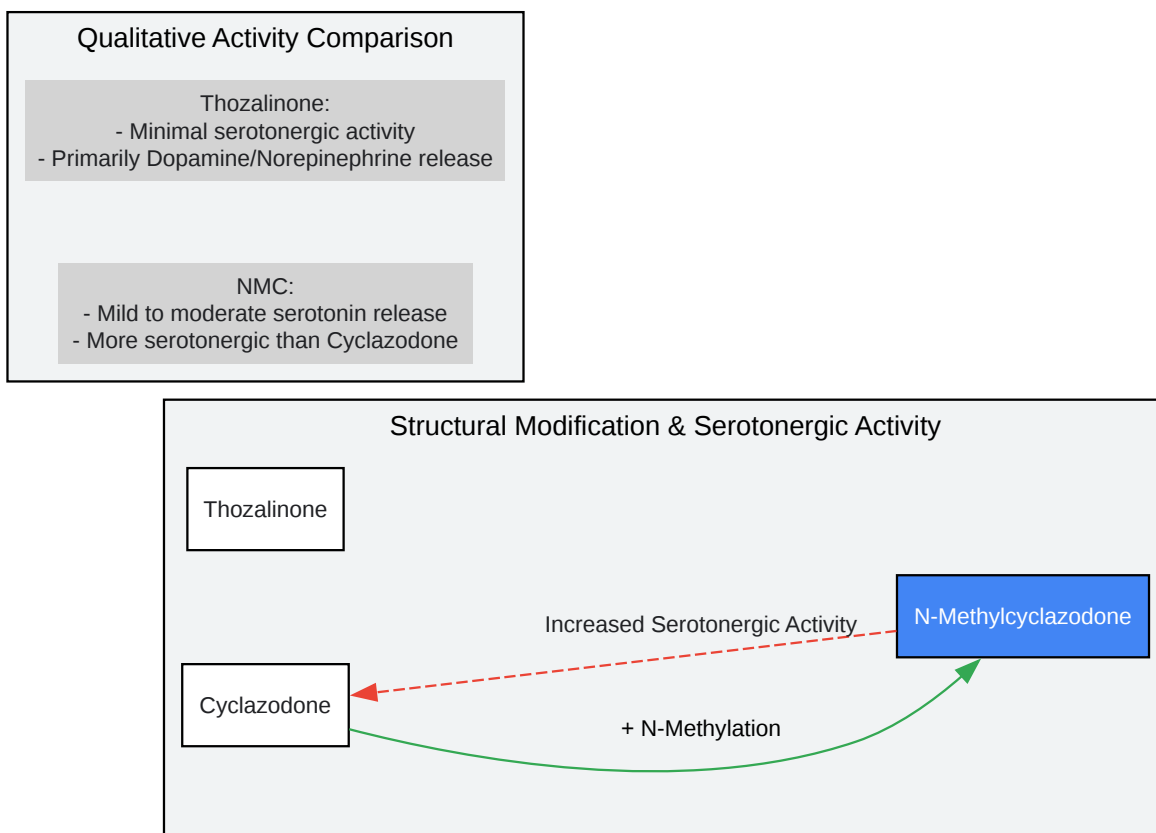 Qualitative Activity Comparison
Thozalinone:
- Minimal serotonergic activity
- Primarily Dopamine/Norepinephrine release
NMC:
- Mild to moderate serotonin release
- More serotonergic than Cyclazodone
Structural Modification & Serotonergic Activity
Thozalinone
N-Methylcyclazodone
Increased Serotonergic Activity
Cyclazodone
+ N-Methylation